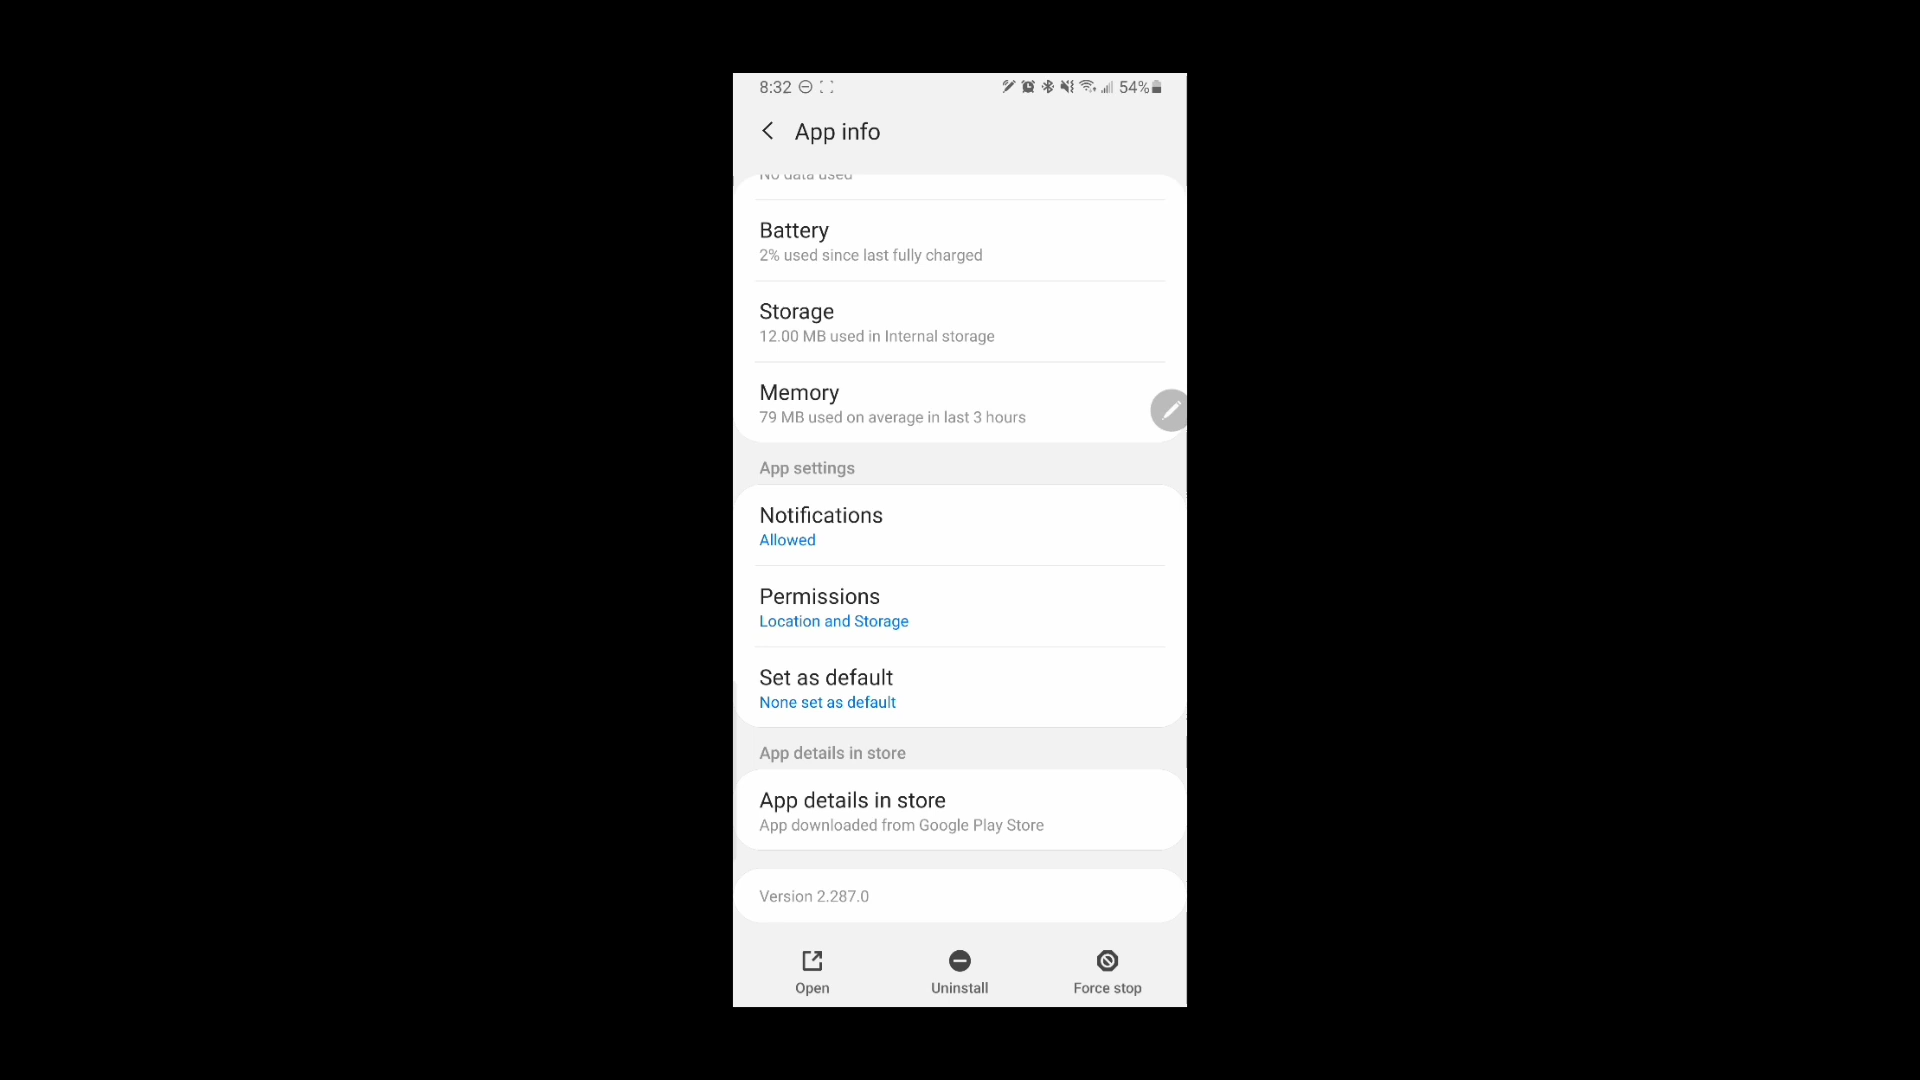 8:32 54%
App info
No data used
Battery
2% used since last fully charged
Storage
12.00 MB used in Internal storage
Memory
79 MB used on average in last 3 hours
App settings
Notifications
Allowed
Permissions
Location and Storage
Set as default
None set as default
App details in store
App details in store
App downloaded from Google Play Store
Version 2.287.0
Open Uninstall Force stop